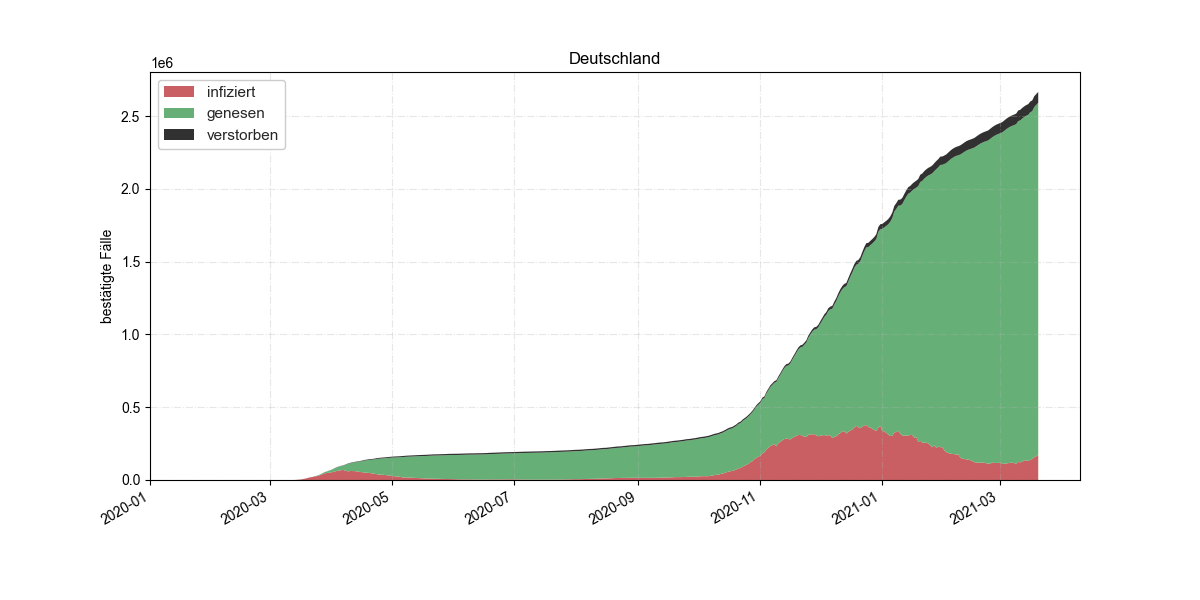 Deutschland
1e6
infiziert
genesen
verstorben
bestätigte Fälle
2.5
2.0
1.5
1.0
0.5
0.0
2020-01
2020-03
2020-05
2020-07
2020-09
2020-11
2021-01
2021-03